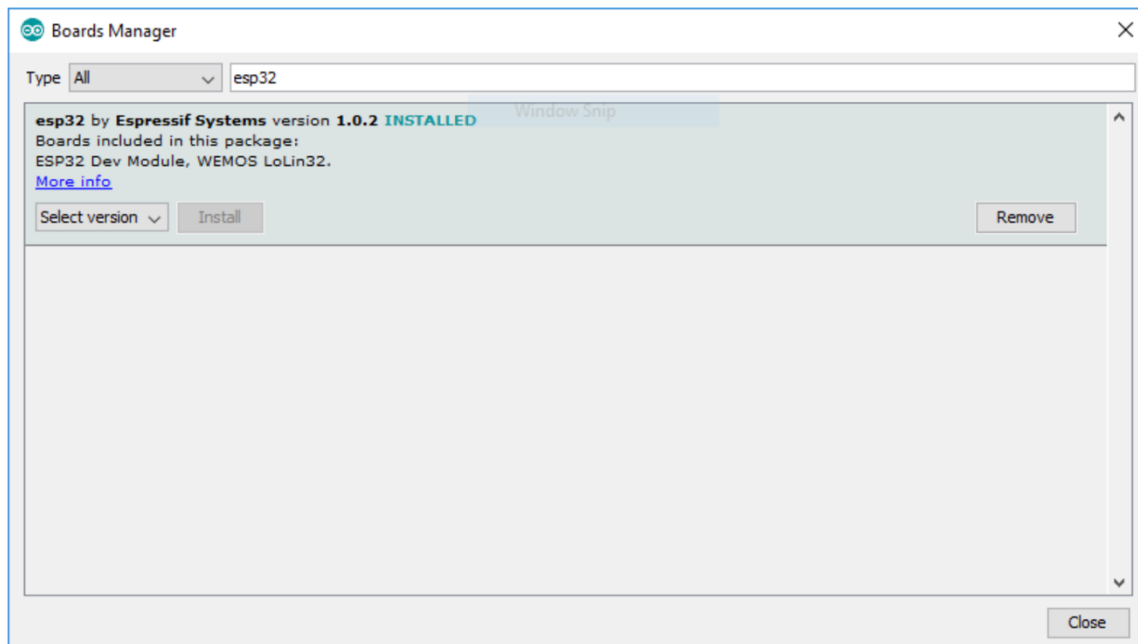 Boards Manager
Type All esp32
Window Snip
esp32 by Espressif Systems version 1.0.2 INSTALLED
Boards included in this package:
ESP32 Dev Module, WEMOS LoLin32.
More info
Select version Install Remove
Close